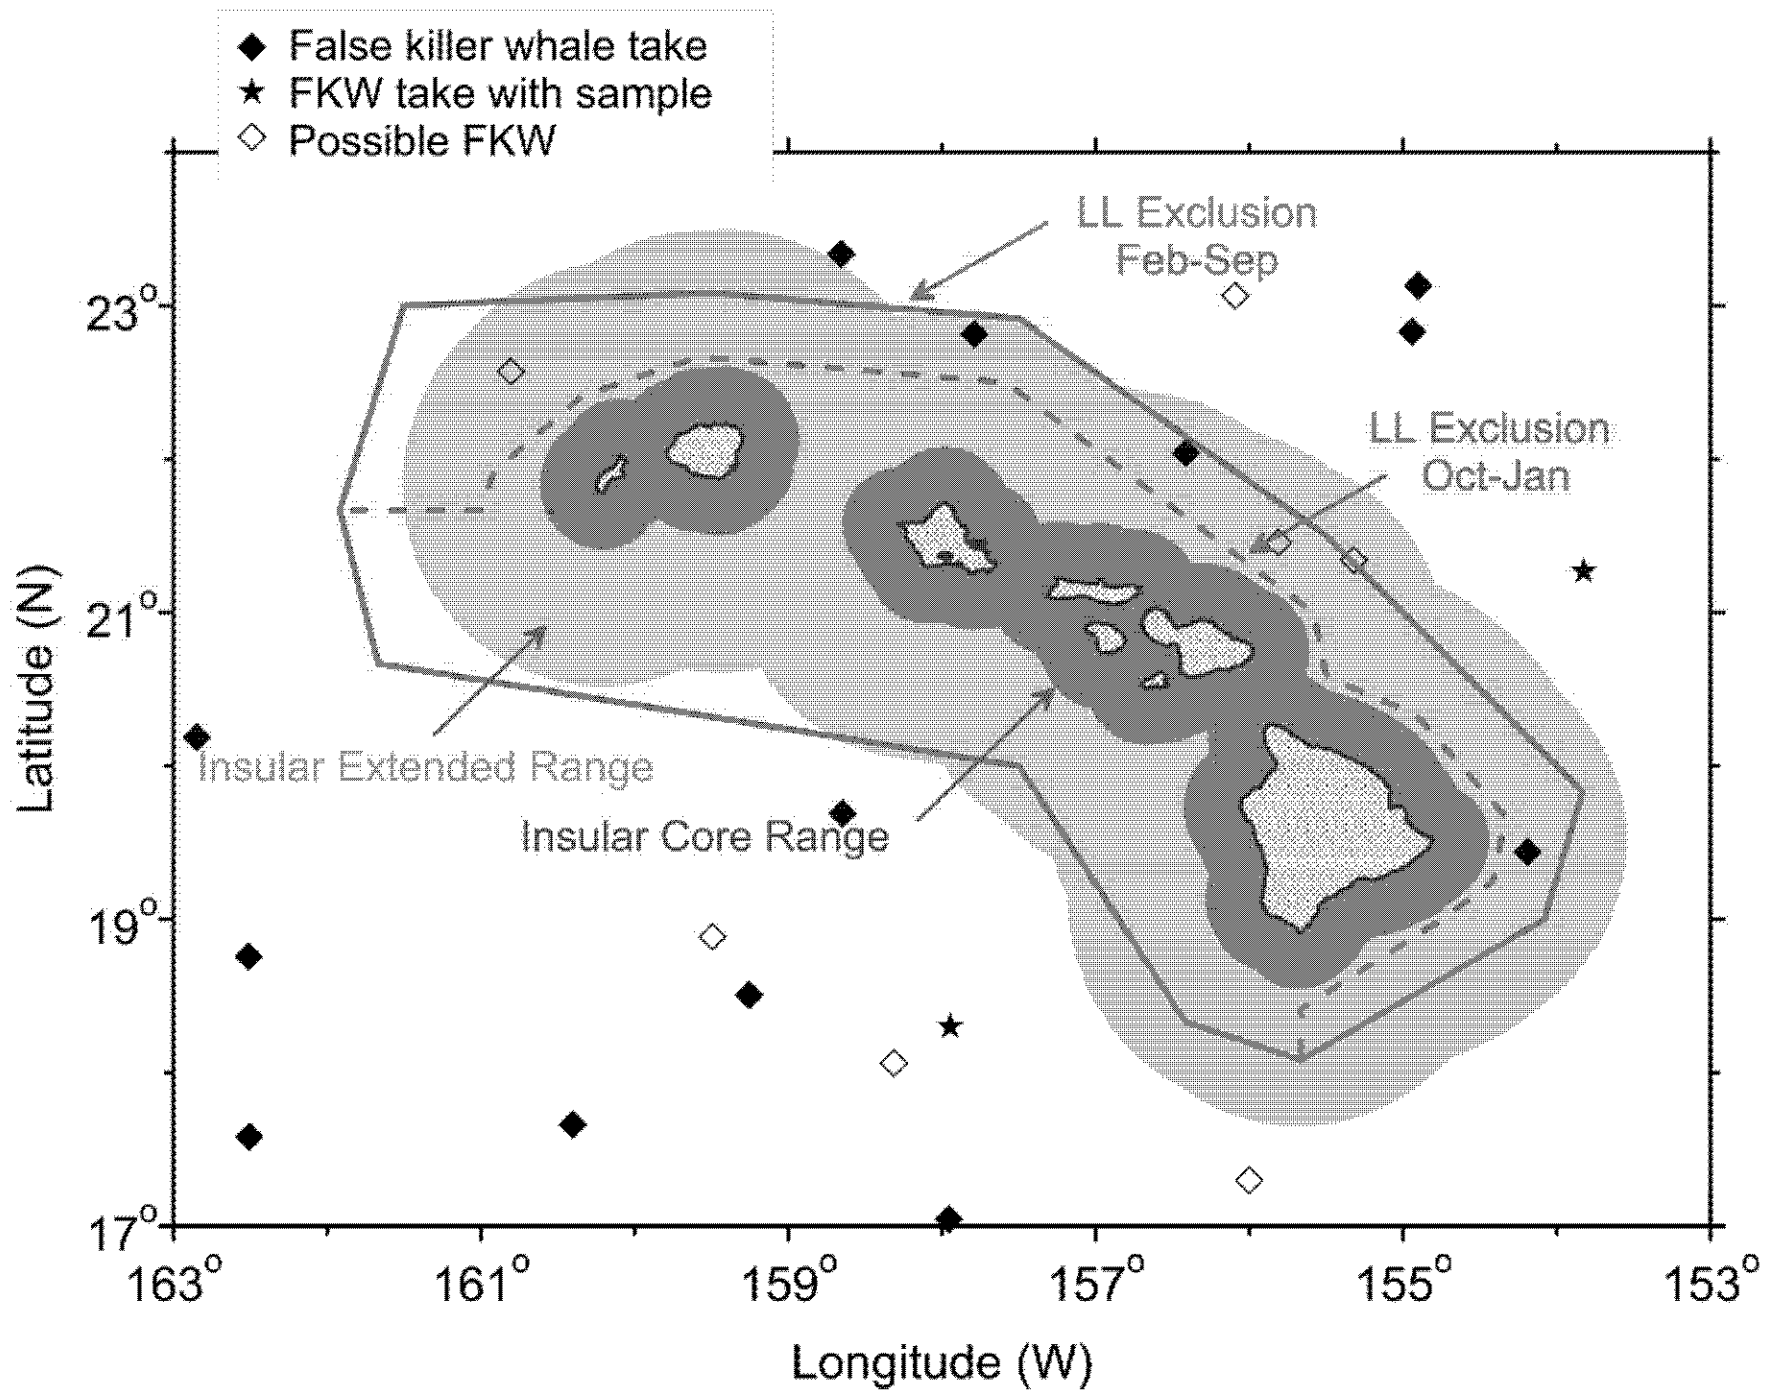 False killer whale take
FKW take with sample
Possible FKW
LL Exclusion
Feb-Sep
23°
LL Exclusion
Oct-Jan
21°
Latitude (N)
Insular Extended Range
Insular Core Range
19°
17°
163° 161° 159° 157° 155° 153°
Longitude (W)